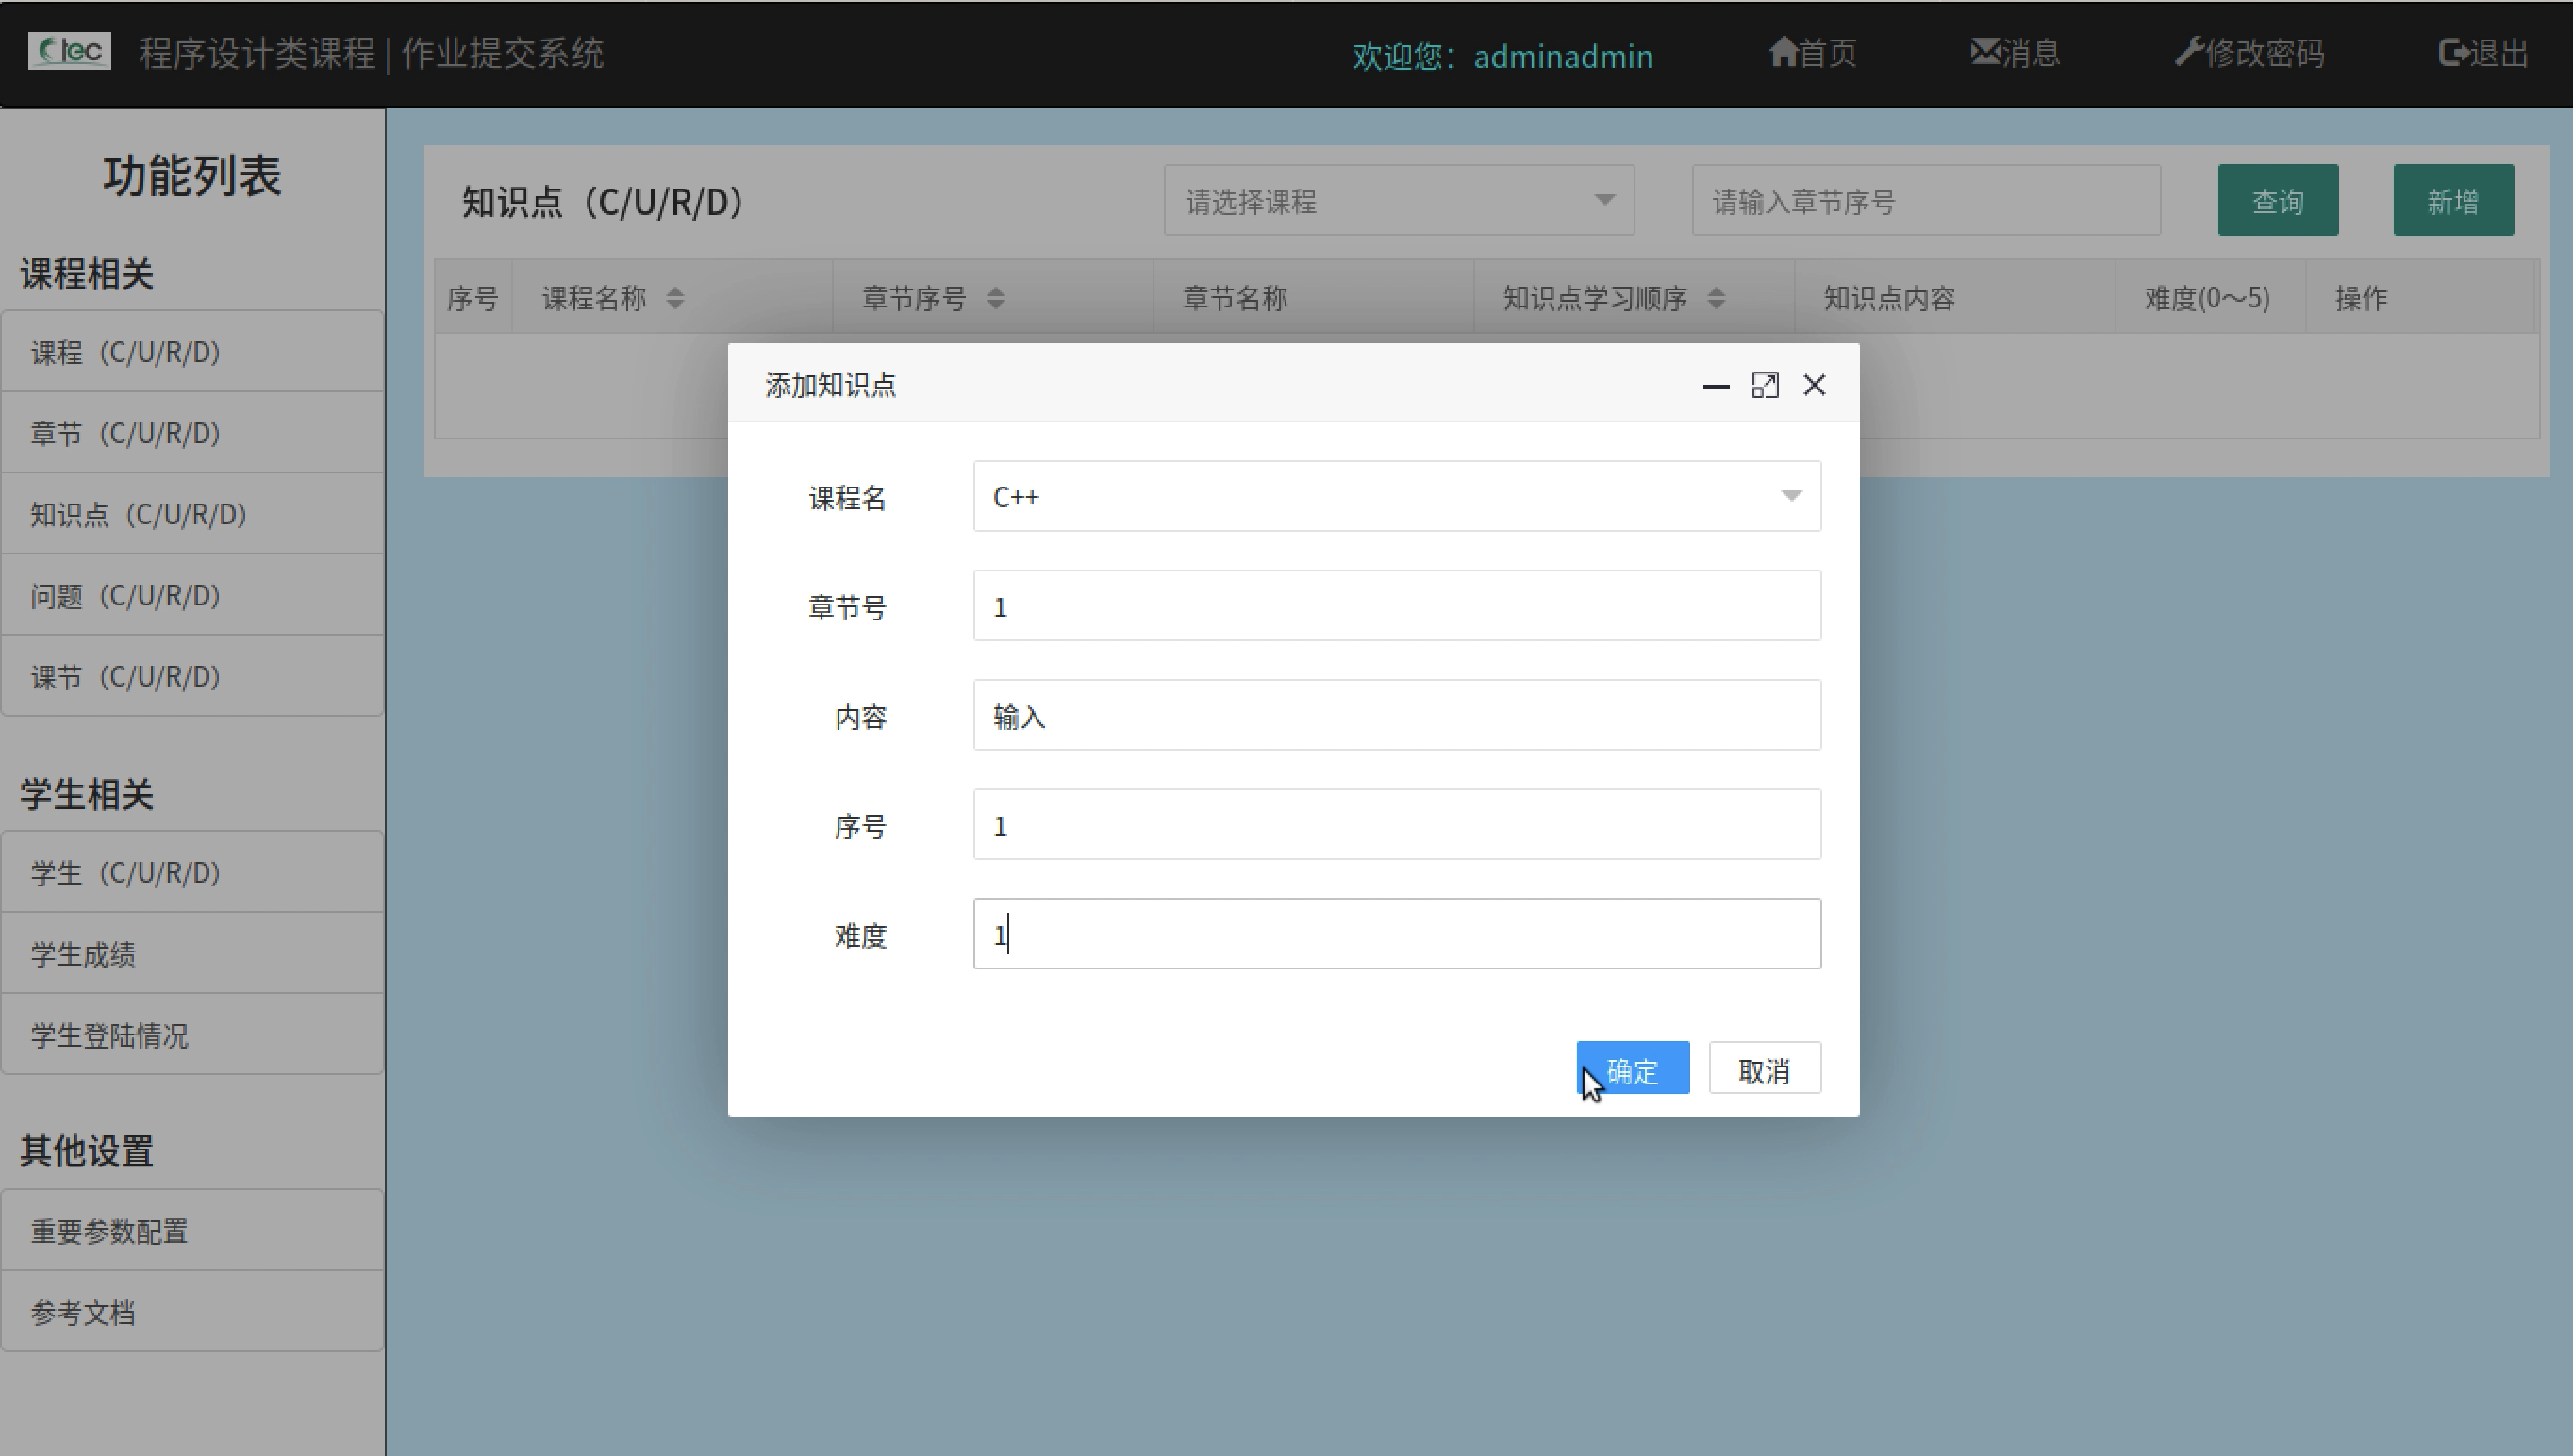 tec 程序设计类课程 | 作业提交系统 欢迎您：adminadmin 首页 消息 修改密码 退出
功能列表
课程相关
课程（C/U/R/D）
章节（C/U/R/D）
知识点（C/U/R/D）
问题（C/U/R/D）
课节（C/U/R/D）
学生相关
学生（C/U/R/D）
学生成绩
学生登陆情况
其他设置
重要参数配置
参考文档
知识点（C/U/R/D） 请选择课程 请输入章节序号 查询 新增
序号 课程名称 章节序号 章节名称 知识点学习顺序 知识点内容 难度(0～5) 操作
添加知识点
课程名 C++
章节号 1
内容 输入
序号 1
难度 1
确定 取消